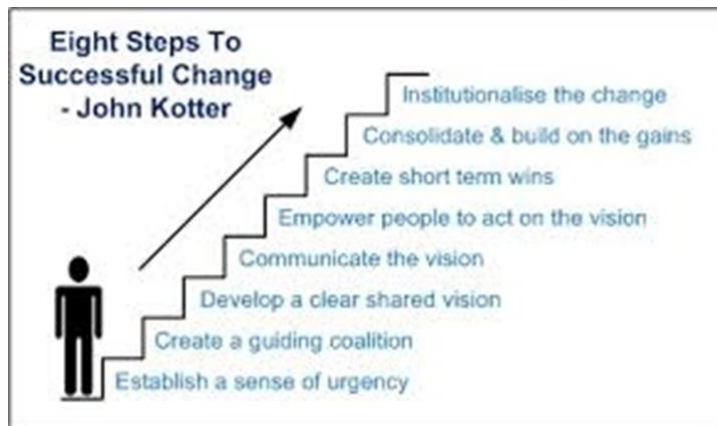 Eight Steps To
Successful Change
- John Kotter
Institutionalise the change
Consolidate & build on the gains
Create short term wins
Empower people to act on the vision
Communicate the vision
Develop a clear shared vision
Create a guiding coalition
Establish a sense of urgency